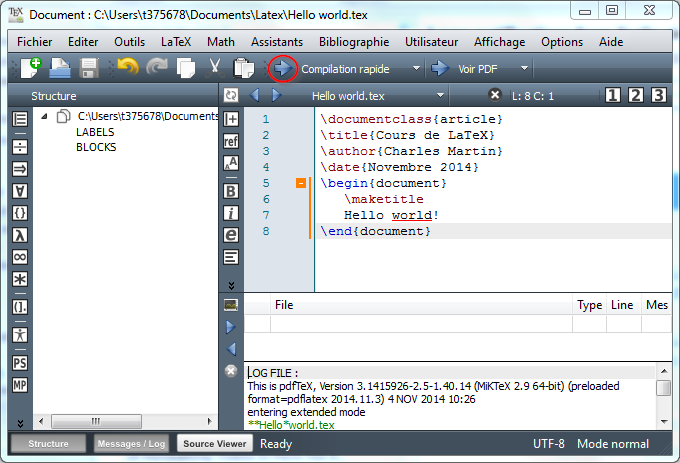 Document : C:\Users\t375678\Documents\Latex\Hello world.tex
Fichier Editer Outils LaTeX Math Assistants Bibliographie Utilisateur Affichage Options Aide
Compilation rapide Voir PDF
Structure Hello world.tex L: 8 C: 1 1 2 3
C:\Users\t375678\Documents
LABELS
BLOCKS
ref
A A
B
i
e
PS
MP
1 \documentclass{article}
2 \title{Cours de LaTeX}
3 \author{Charles Martin}
4 \date{Novembre 2014}
5 \begin{document}
6 \maketitle
7 Hello world!
8 \end{document}
File Type Line Mes
LOG FILE :
This is pdfTeX, Version 3.1415926-2.5-1.40.14 (MiKTeX 2.9 64-bit) (preloaded
format=pdflatex 2014.11.3) 4 NOV 2014 10:26
entering extended mode
**Hello*world.tex
Structure Messages / Log Source Viewer Ready UTF-8 Mode normal